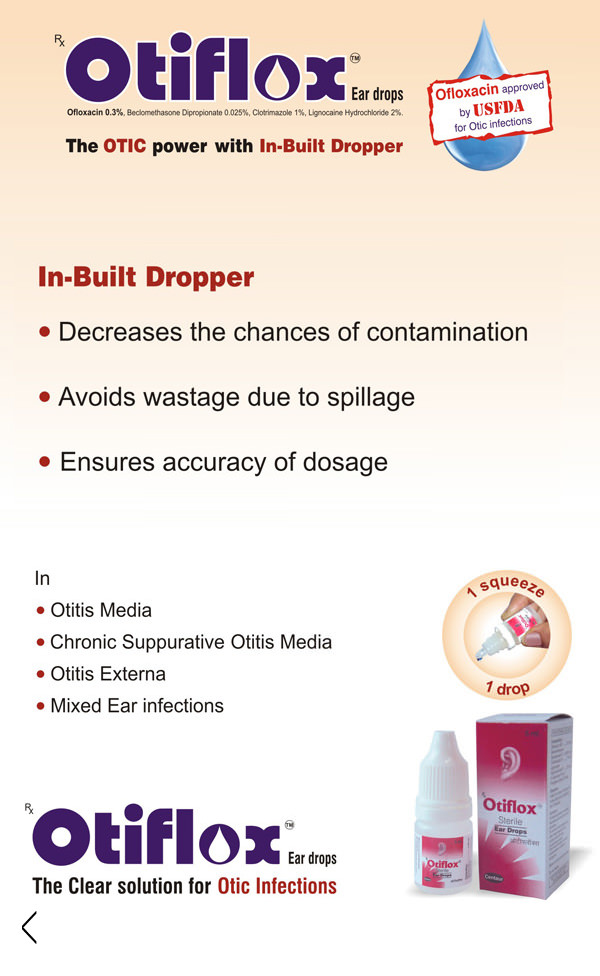 Rx
Otiflox™
Ear drops
Ofloxacin 0.3%, Beclomethasone Dipropionate 0.025%, Clotrimazole 1%, Lignocaine Hydrochloride 2%.
The OTIC power with In-Built Dropper
Ofloxacin approved
by USFDA
for Otic infections
In-Built Dropper
• Decreases the chances of contamination
• Avoids wastage due to spillage
• Ensures accuracy of dosage
In
• Otitis Media
• Chronic Suppurative Otitis Media
• Otitis Externa
• Mixed Ear infections
1 squeeze
1 drop
Otiflox
Sterile
Ear Drops
Centaur
Otiflox
Ear Drops
Rx
Otiflox™
Ear drops
The Clear solution for Otic Infections